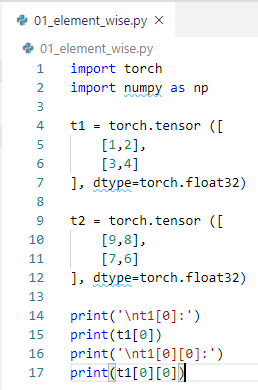 01_element_wise.py ×
01_element_wise.py
1 import torch
2 import numpy as np
3
4 t1 = torch.tensor ([
5     [1,2],
6     [3,4]
7 ], dtype=torch.float32)
8
9 t2 = torch.tensor ([
10     [9,8],
11     [7,6]
12 ], dtype=torch.float32)
13
14 print('\nt1[0]:')
15 print(t1[0])
16 print('\nt1[0][0]:')
17 print(t1[0][0])